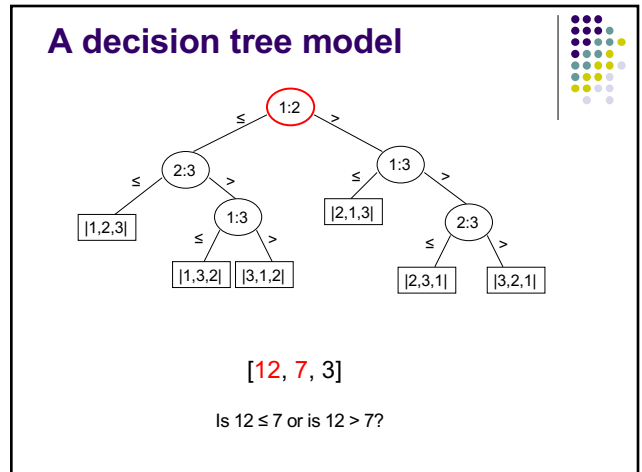 A decision tree model
1:2
≤ >
2:3 1:3
≤ > ≤ >
|1,2,3| 1:3 |2,1,3| 2:3
≤ > ≤ >
|1,3,2| |3,1,2| |2,3,1| |3,2,1|
[12, 7, 3]
Is 12 ≤ 7 or is 12 > 7?